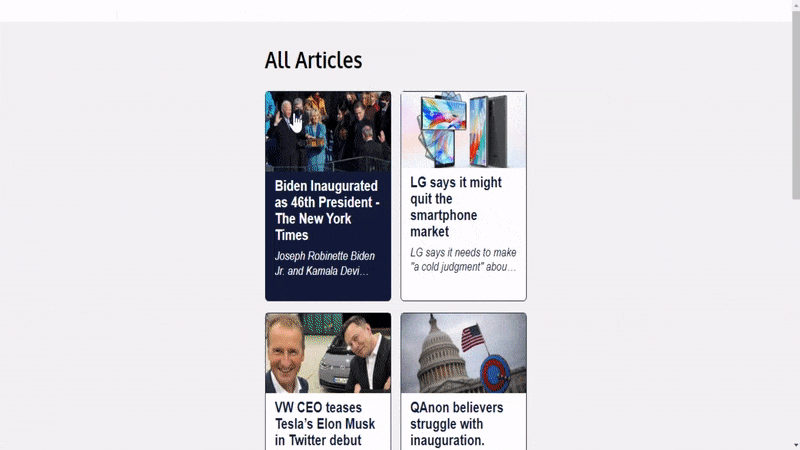 All Articles
Biden Inaugurated
as 46th President -
The New York
Times
Joseph Robinette Biden
Jr. and Kamala Devi…
LG says it might
quit the
smartphone
market
LG says it needs to make
"a cold judgment" abou…
VW CEO teases
Tesla's Elon Musk
in Twitter debut
QAnon believers
struggle with
inauguration.